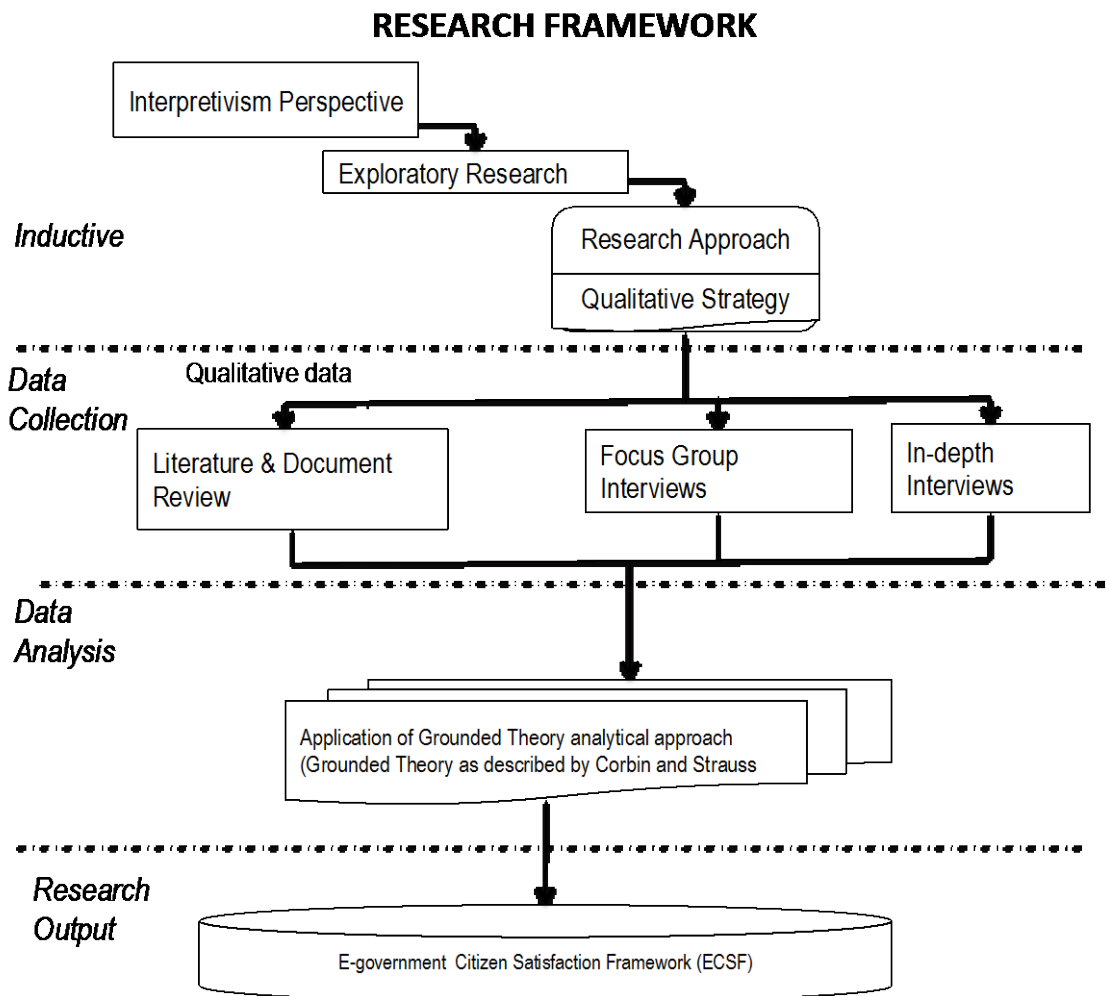 RESEARCH FRAMEWORK
Interpretivism Perspective
Exploratory Research
Inductive
Research Approach
Qualitative Strategy
Data
Collection
Qualitative data
Literature & Document
Review
Focus Group
Interviews
In-depth
Interviews
Data
Analysis
Application of Grounded Theory analytical approach
(Grounded Theory as described by Corbin and Strauss
Research
Output
E-government Citizen Satisfaction Framework (ECSF)